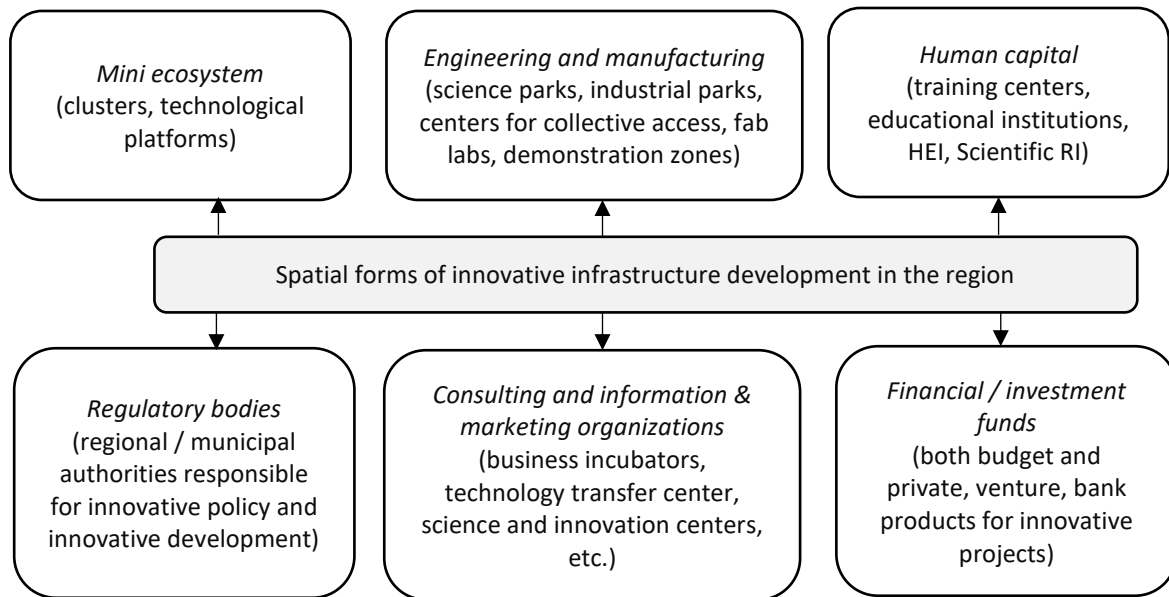 Mini ecosystem
(clusters, technological
platforms)
Engineering and manufacturing
(science parks, industrial parks,
centers for collective access, fab
labs, demonstration zones)
Human capital
(training centers,
educational institutions,
HEI, Scientific RI)
Spatial forms of innovative infrastructure development in the region
Regulatory bodies
(regional / municipal
authorities responsible
for innovative policy and
innovative development)
Consulting and information &
marketing organizations
(business incubators,
technology transfer center,
science and innovation centers,
etc.)
Financial / investment
funds
(both budget and
private, venture, bank
products for innovative
projects)